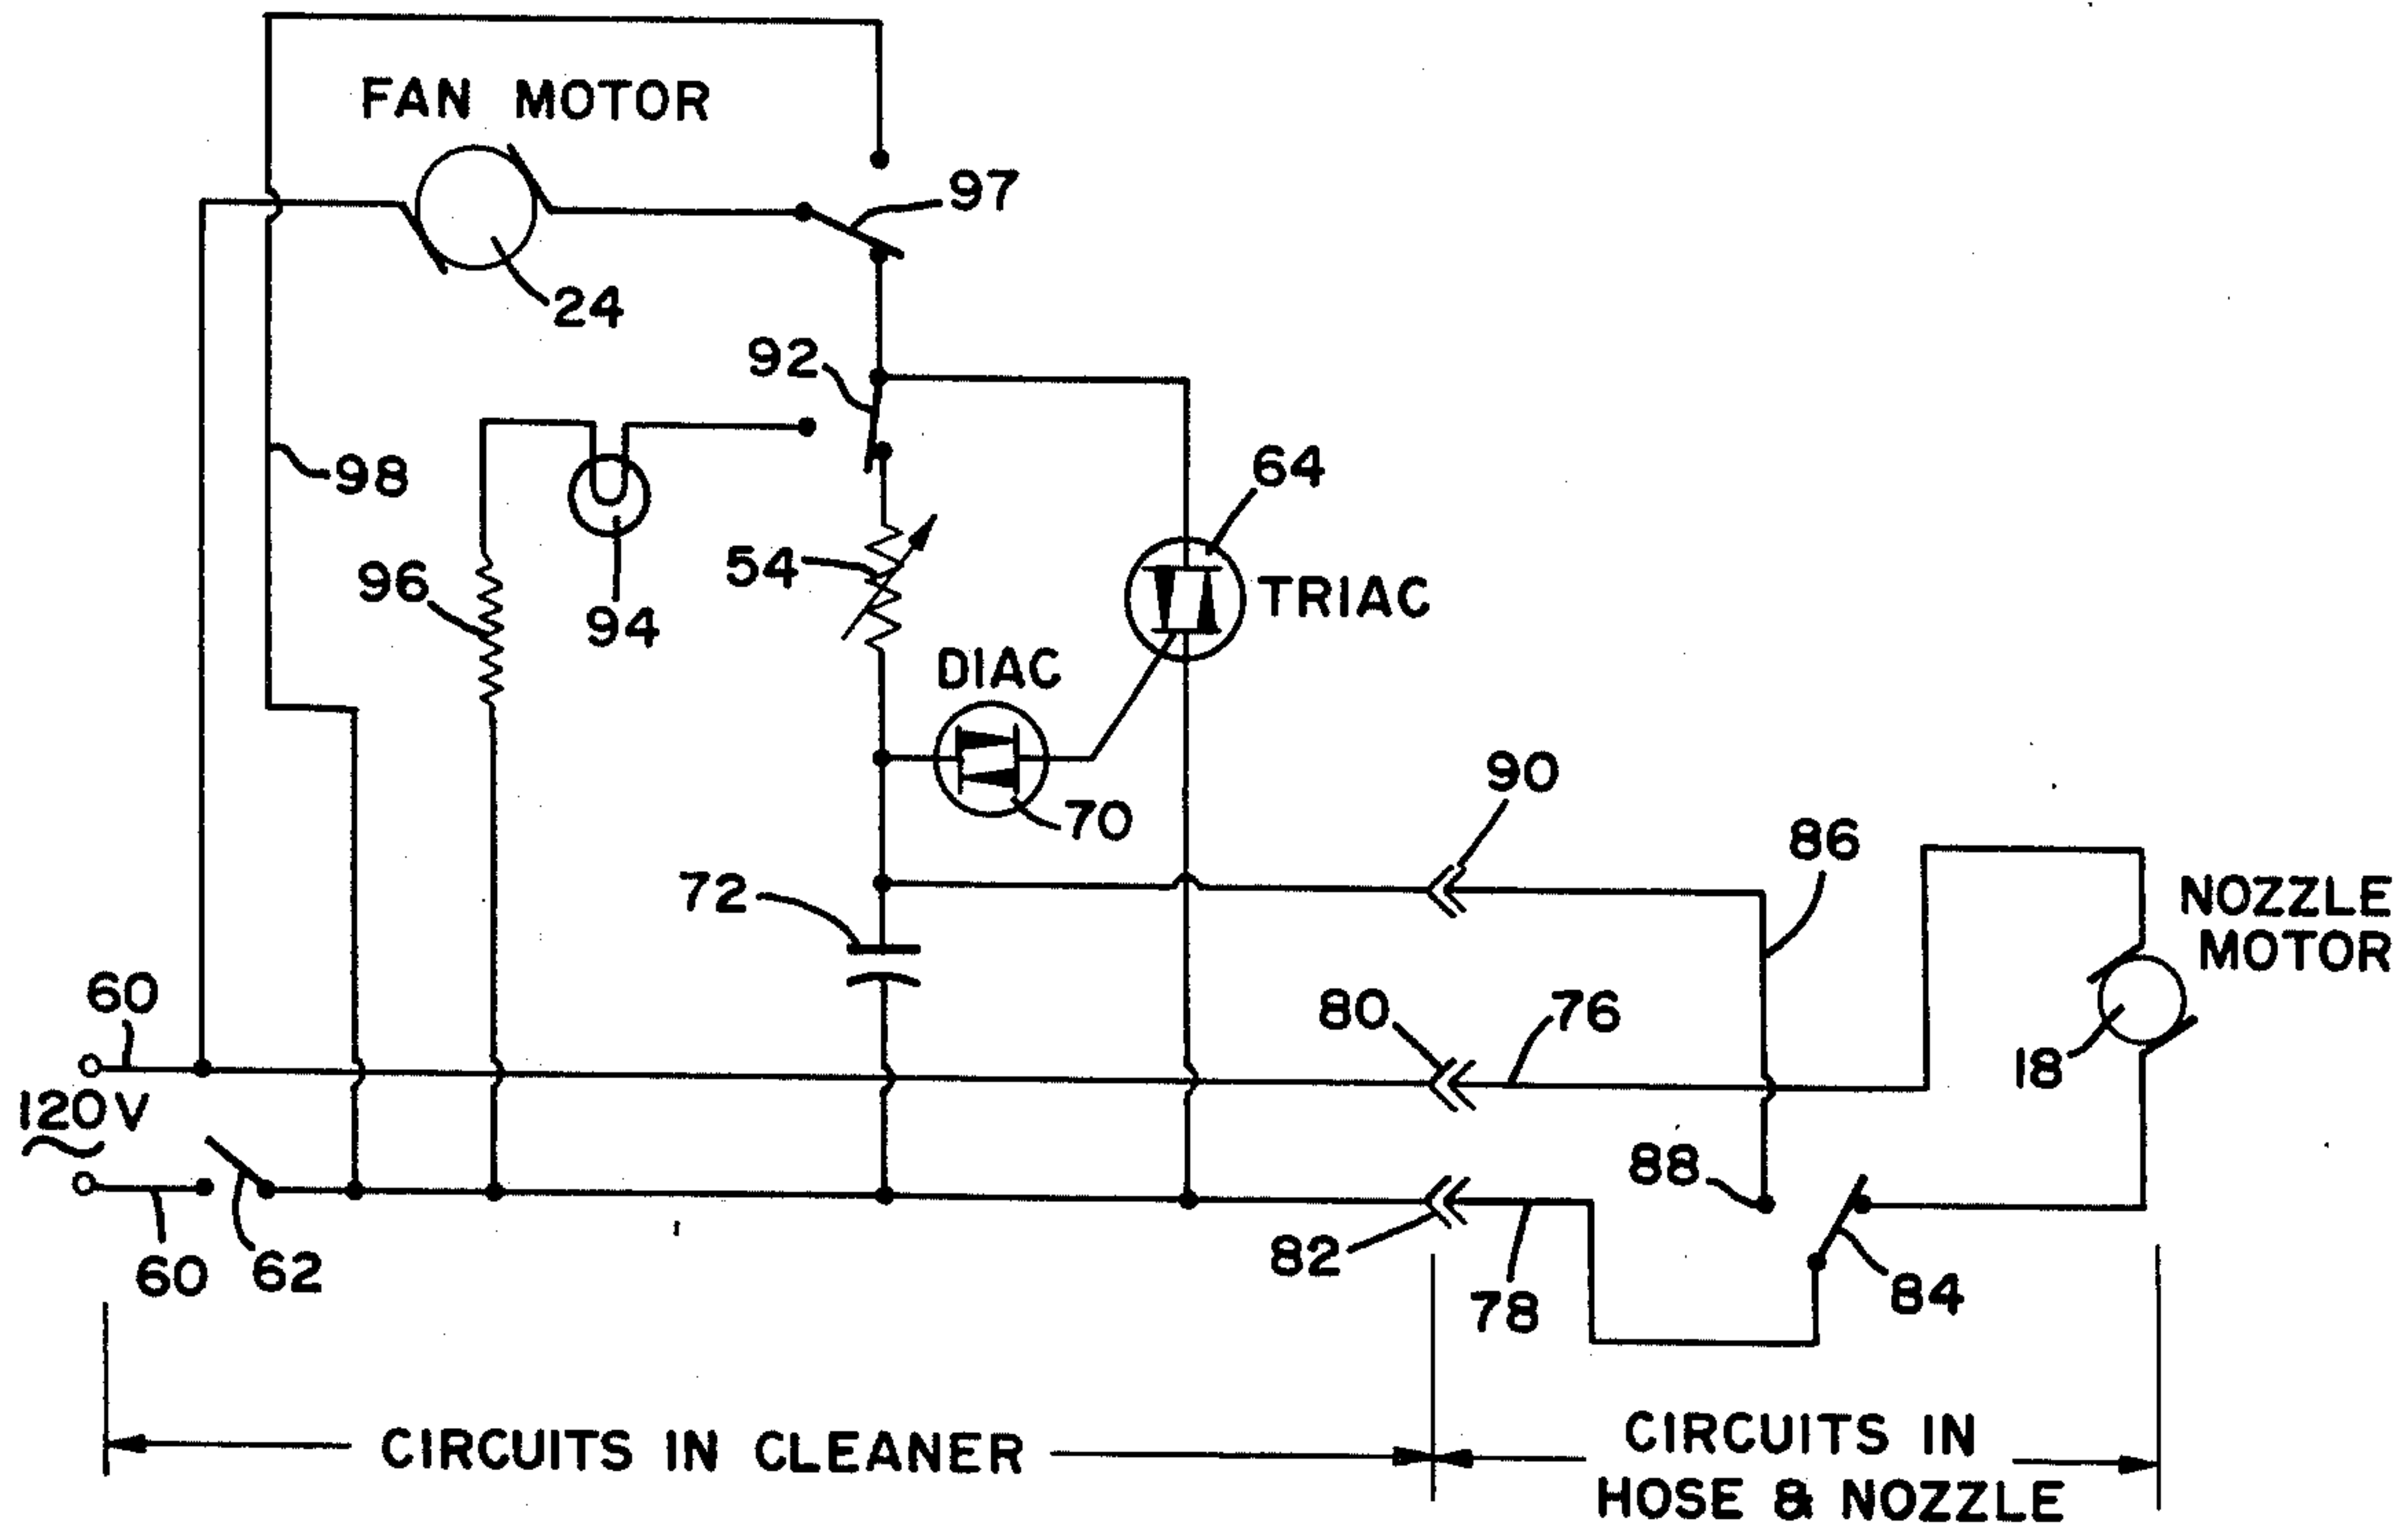 FAN MOTOR
97
24
92
98
64
54
TRIAC
96
94
DIAC
70
90
86
72
NOZZLE
MOTOR
60
80
76
18
120V
88
60
62
82
78
84
CIRCUITS IN CLEANER
CIRCUITS IN
HOSE & NOZZLE